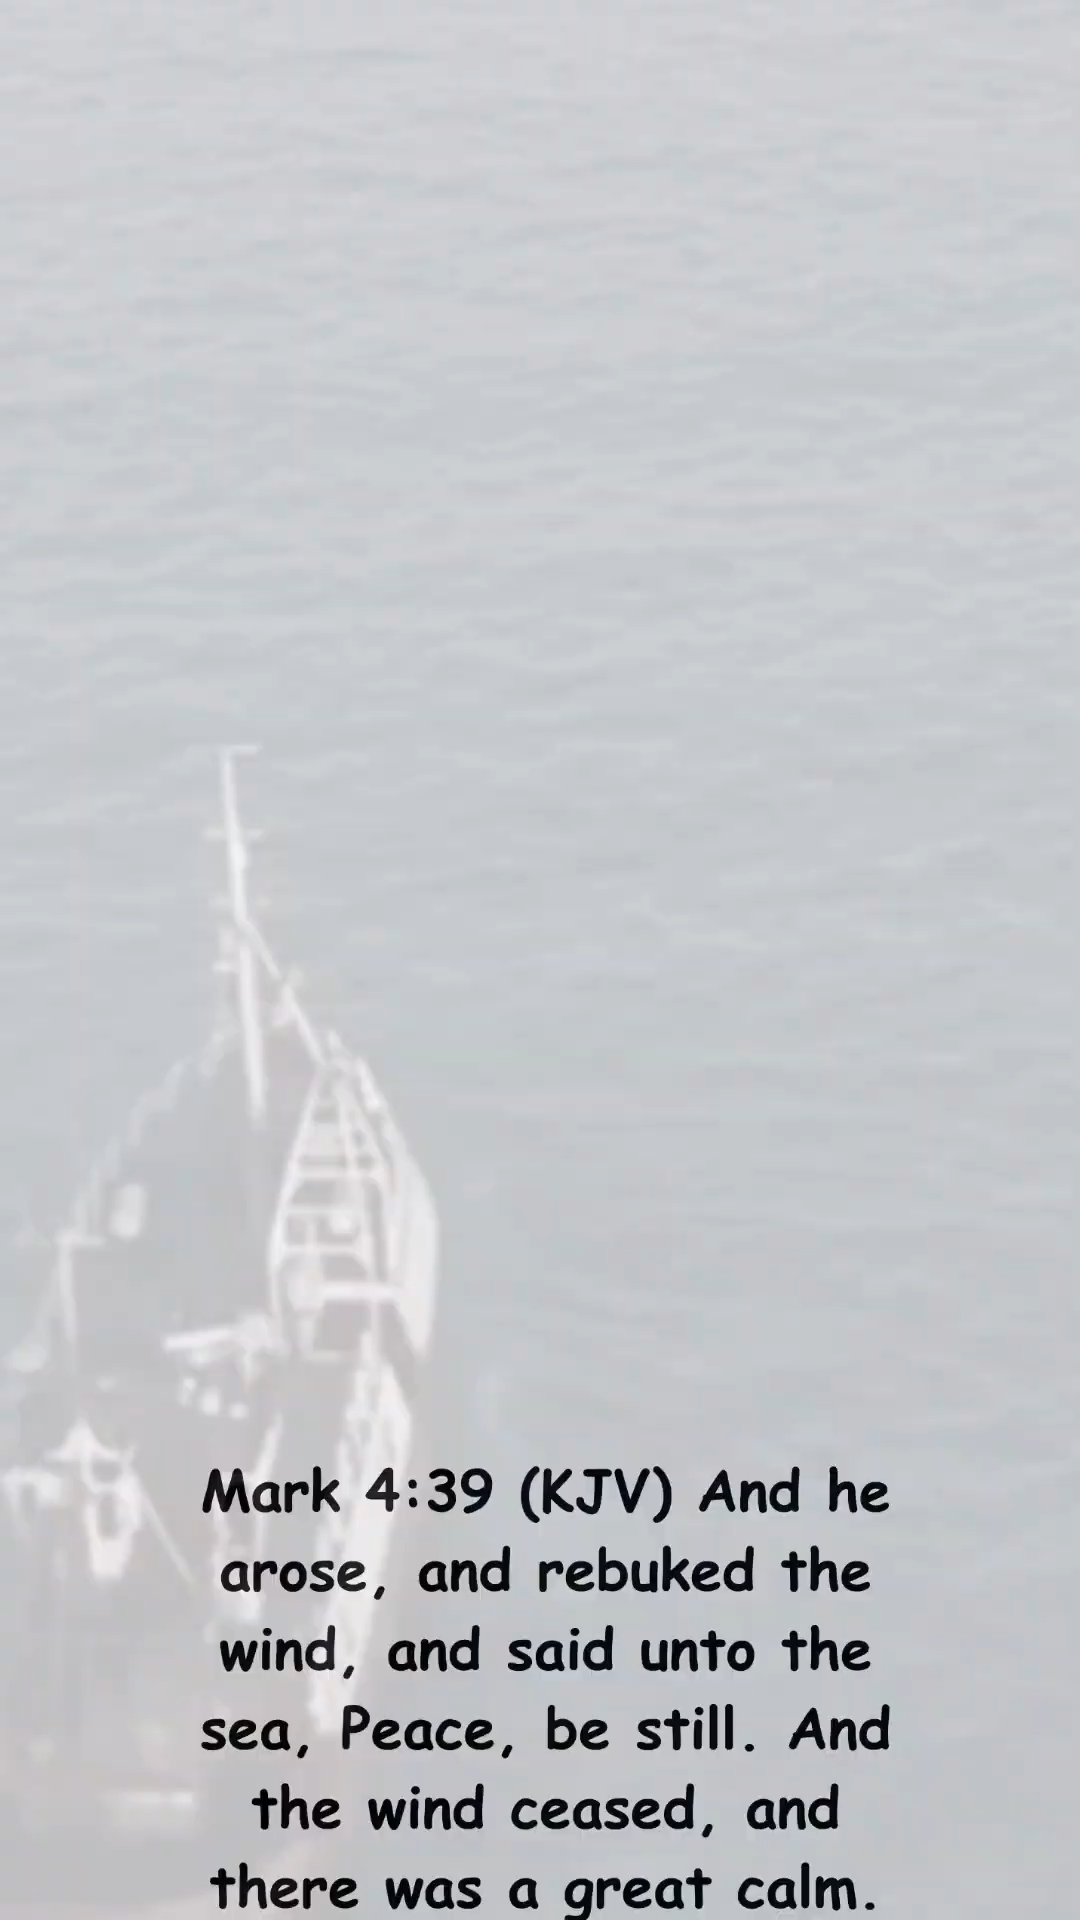 Mark 4:39 (KJV) And he
arose, and rebuked the
wind, and said unto the
sea, Peace, be still. And
the wind ceased, and
there was a great calm.